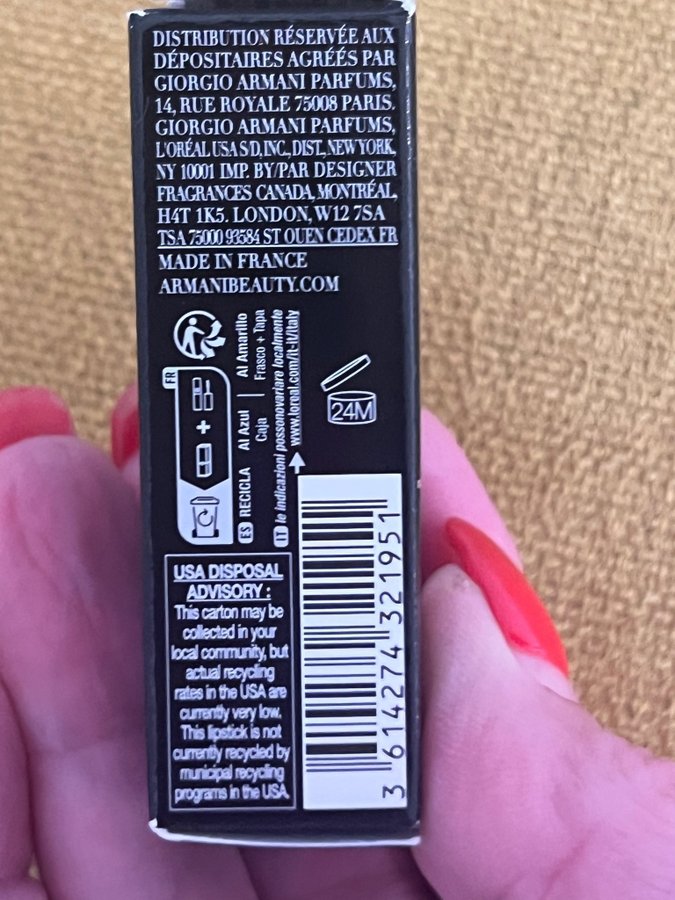 DISTRIBUTION RÉSERVÉE AUX
DÉPOSITAIRES AGRÉÉS PAR
GIORGIO ARMANI PARFUMS,
14, RUE ROYALE 75008 PARIS.
GIORGIO ARMANI PARFUMS,
L'ORÉAL USA S/D, INC., DIST., NEW YORK,
NY 10001 IMP. BY/PAR DESIGNER
FRAGRANCES CANADA, MONTRÉAL,
H4T 1K5. LONDON, W12 7SA
TSA 75000 93584 ST OUEN CEDEX FR
MADE IN FRANCE
ARMANIBEAUTY.COM
FR
+
ES RECICLA
Al Azul
Caja
Al Amarillo
Frasco + Tapa
IT le indicazioni possono variare localmente
www.loreal.com/it-it/italy
24M
USA DISPOSAL
ADVISORY :
This carton may be
collected in your
local community, but
actual recycling
rates in the USA are
currently very low.
This lipstick is not
currently recycled by
municipal recycling
programs in the USA.
3 614274 321951